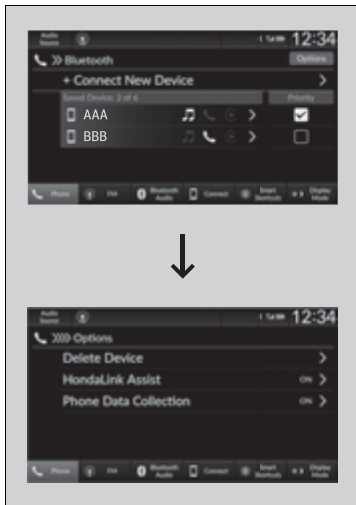 Audio Source
12:34
Bluetooth
Options
+ Connect New Device
Saved Device: 2 of 6
Priority
AAA
BBB
Phone
FM
Bluetooth Audio
Connect
Smart Shortcuts
Display Mode
Audio Source
12:34
Options
Delete Device
HondaLink Assist
ON
Phone Data Collection
ON
Phone
FM
Bluetooth Audio
Connect
Smart Shortcuts
Display Mode